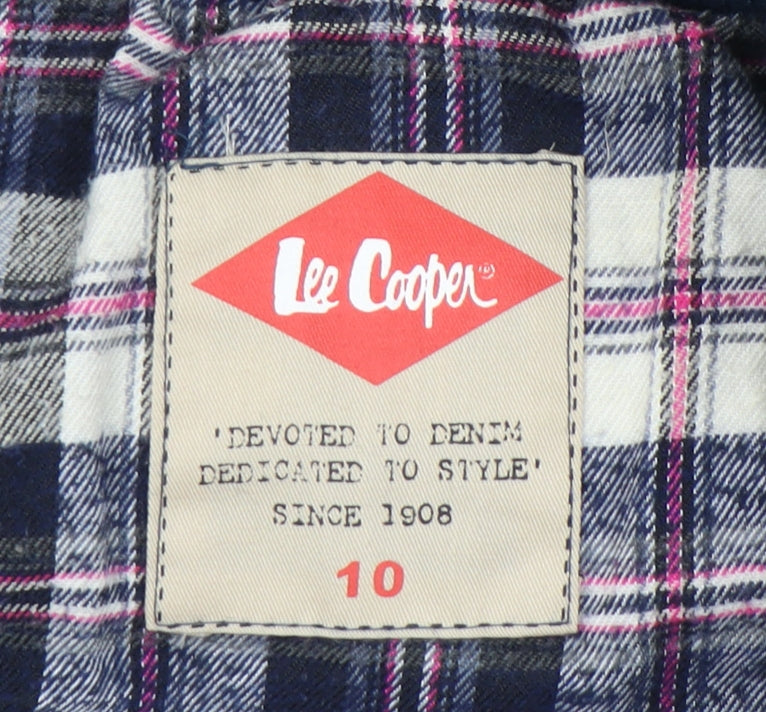 Lee Cooper®
'DEVOTED TO DENIM
DEDICATED TO STYLE'
SINCE 1908
10